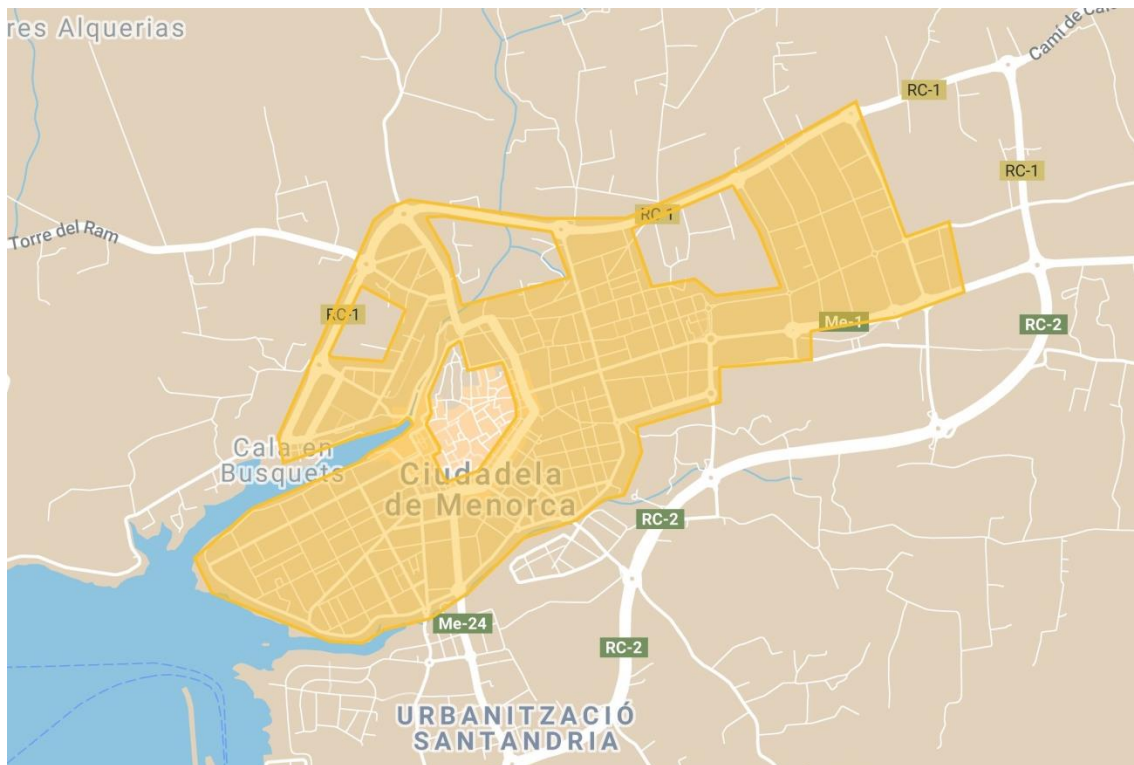 res Alquerias
Camí de Cala
RC-1
RC-1
RC-1
Torre del Ram
RC-1
Me-1
RC-2
Cala en
Busquets
Ciudadela
de Menorca
RC-2
Me-24
RC-2
URBANITZACIÓ
SANTANDRIA